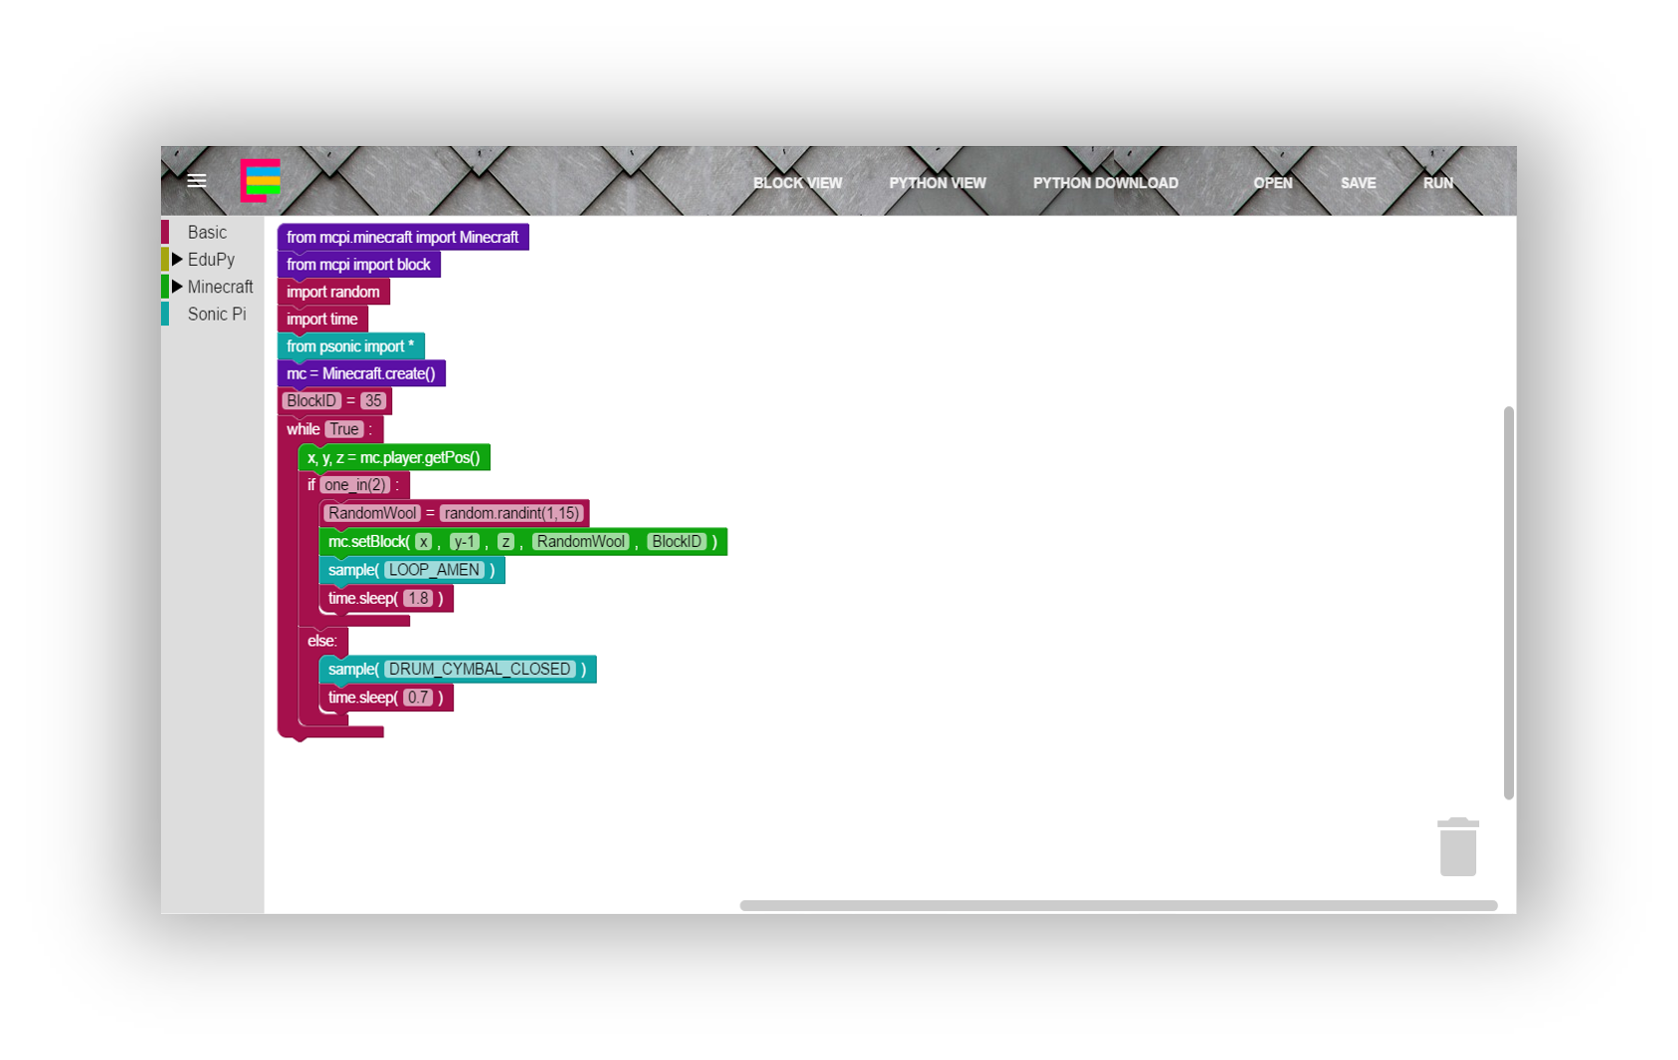 BLOCK VIEW PYTHON VIEW PYTHON DOWNLOAD OPEN SAVE RUN
Basic
EduPy
Minecraft
Sonic Pi
from mcpi.minecraft import Minecraft
from mcpi import block
import random
import time
from psonic import *
mc = Minecraft.create()
BlockID = 35
while True :
x, y, z = mc.player.getPos()
if one_in(2) :
RandomWool = random.randint(1,15)
mc.setBlock( x , y-1 , z , RandomWool , BlockID )
sample( LOOP_AMEN )
time.sleep( 1.8 )
else:
sample( DRUM_CYMBAL_CLOSED )
time.sleep( 0.7 )